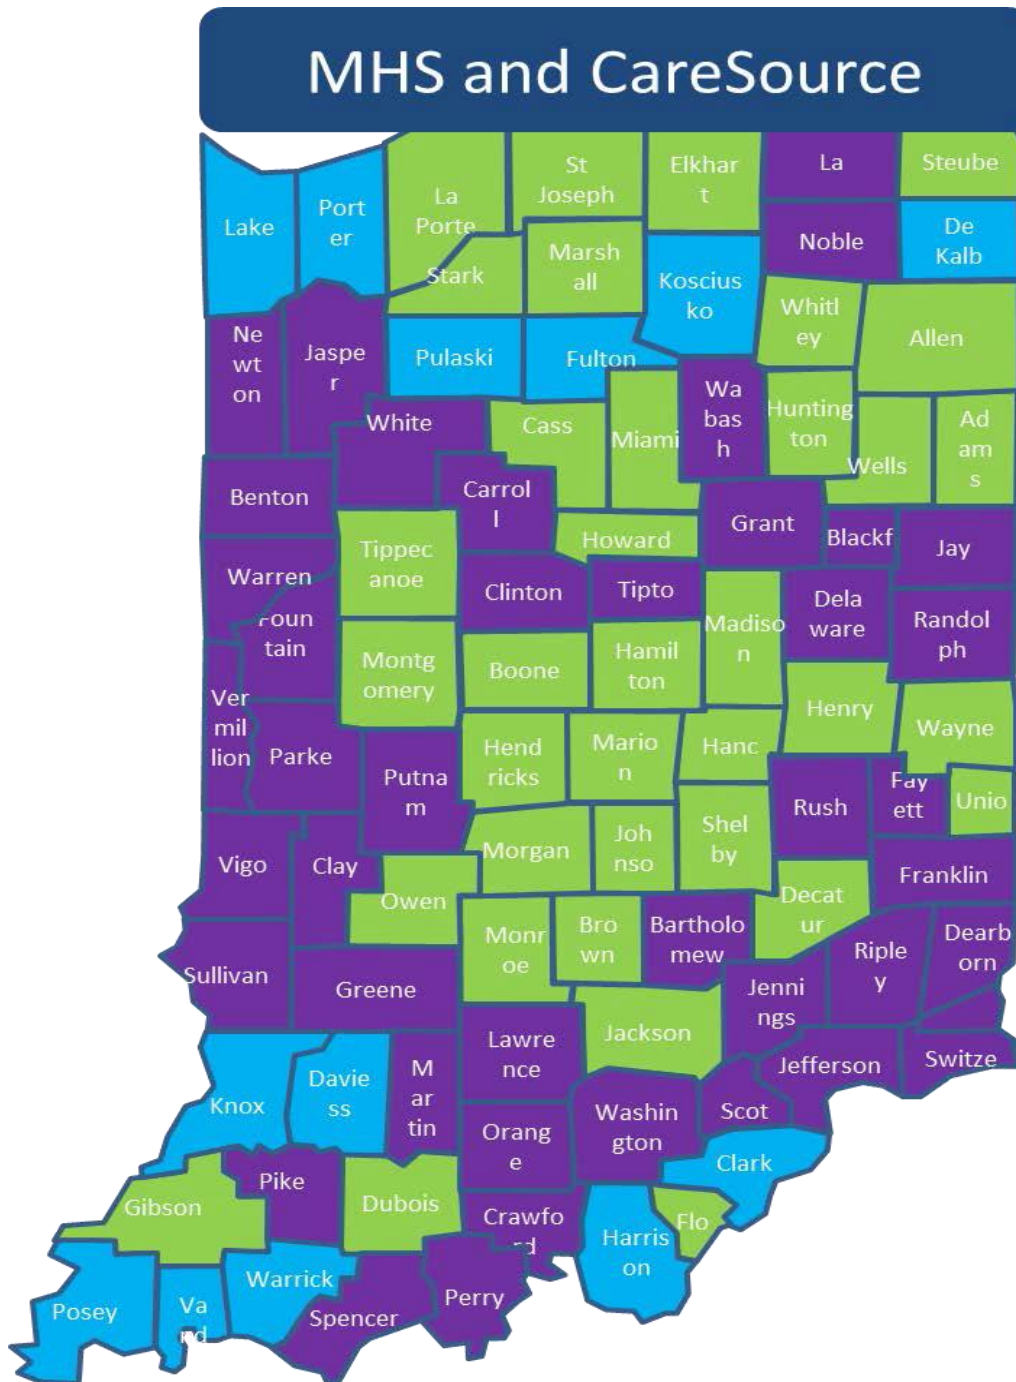 MHS and CareSource
La
Steube
St
Joseph
Elkhar
t
La
Porte
Lake
Port
er
Noble
De
Kalb
Stark
Marsh
all
Koscius
ko
Whitl
ey
Allen
Ne
wt
on
Jaspe
r
Pulaski
Fulton
White
Cass
Miami
Wa
bas
h
Hunting
ton
Wells
Ad
am
s
Benton
Carrol
l
Grant
Blackf
Jay
Tippec
anoe
Howard
Warren
Clinton
Tipto
Dela
ware
Foun
tain
Madiso
n
Randol
ph
Montg
omery
Boone
Hamil
ton
Ver
mil
lion
Henry
Wayne
Parke
Putna
m
Hend
ricks
Mario
n
Hanc
Rush
Fay
ett
Unio
Vigo
Clay
Morgan
Joh
nso
Shel
by
Franklin
Owen
Decat
ur
Monr
oe
Bro
wn
Bartholo
mew
Dearb
orn
Sullivan
Greene
Riple
y
Jenni
ngs
Jackson
Lawre
nce
Jefferson
Switze
Knox
Davie
ss
M
ar
tin
Oran
ge
Washin
gton
Scot
Clark
Gibson
Pike
Dubois
Crawfo
rd
Harris
on
Flo
Posey
Va
nd
Warrick
Spencer
Perry